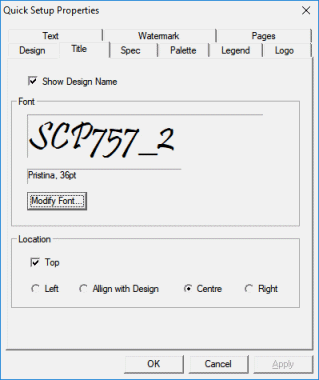 Quick Setup Properties
Text Watermark Pages
Design Title Spec Palette Legend Logo
Show Design Name
Font
SCP757_2
Pristina, 36pt
Modify Font...
Location
Top
Left Allign with Design Centre Right
OK Cancel Apply